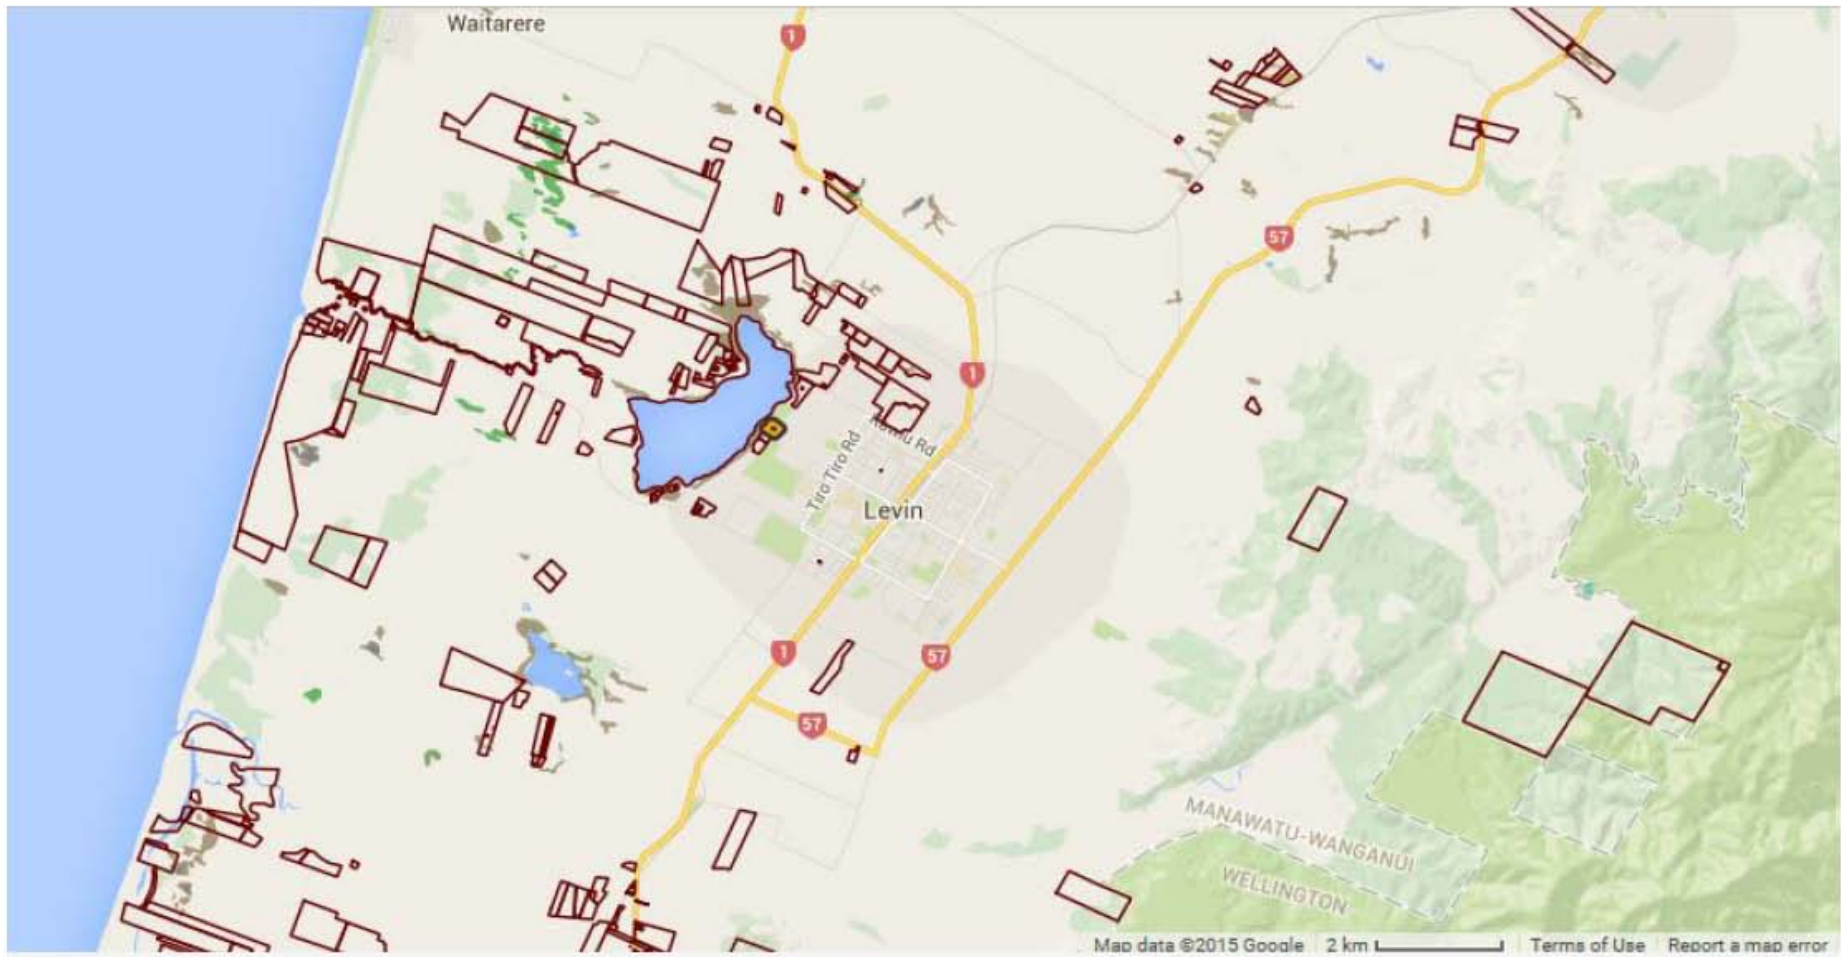 Waitarere
1
57
1
Kawiu Rd
Tiro Tiro Rd
Levin
1
57
57
MANAWATU-WANGANUI
WELLINGTON
Map data ©2015 Google 2 km Terms of Use Report a map error